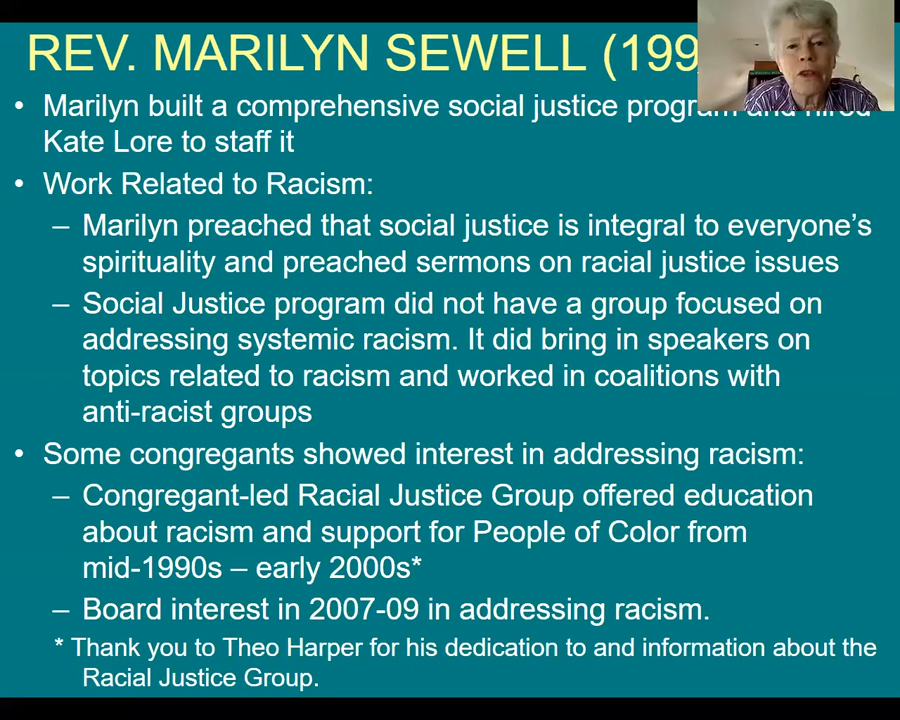 REV. MARILYN SEWELL (199
• Marilyn built a comprehensive social justice program and hired
Kate Lore to staff it
• Work Related to Racism:
– Marilyn preached that social justice is integral to everyone’s
spirituality and preached sermons on racial justice issues
– Social Justice program did not have a group focused on
addressing systemic racism. It did bring in speakers on
topics related to racism and worked in coalitions with
anti-racist groups
• Some congregants showed interest in addressing racism:
– Congregant-led Racial Justice Group offered education
about racism and support for People of Color from
mid-1990s – early 2000s*
– Board interest in 2007-09 in addressing racism.
* Thank you to Theo Harper for his dedication to and information about the
Racial Justice Group.